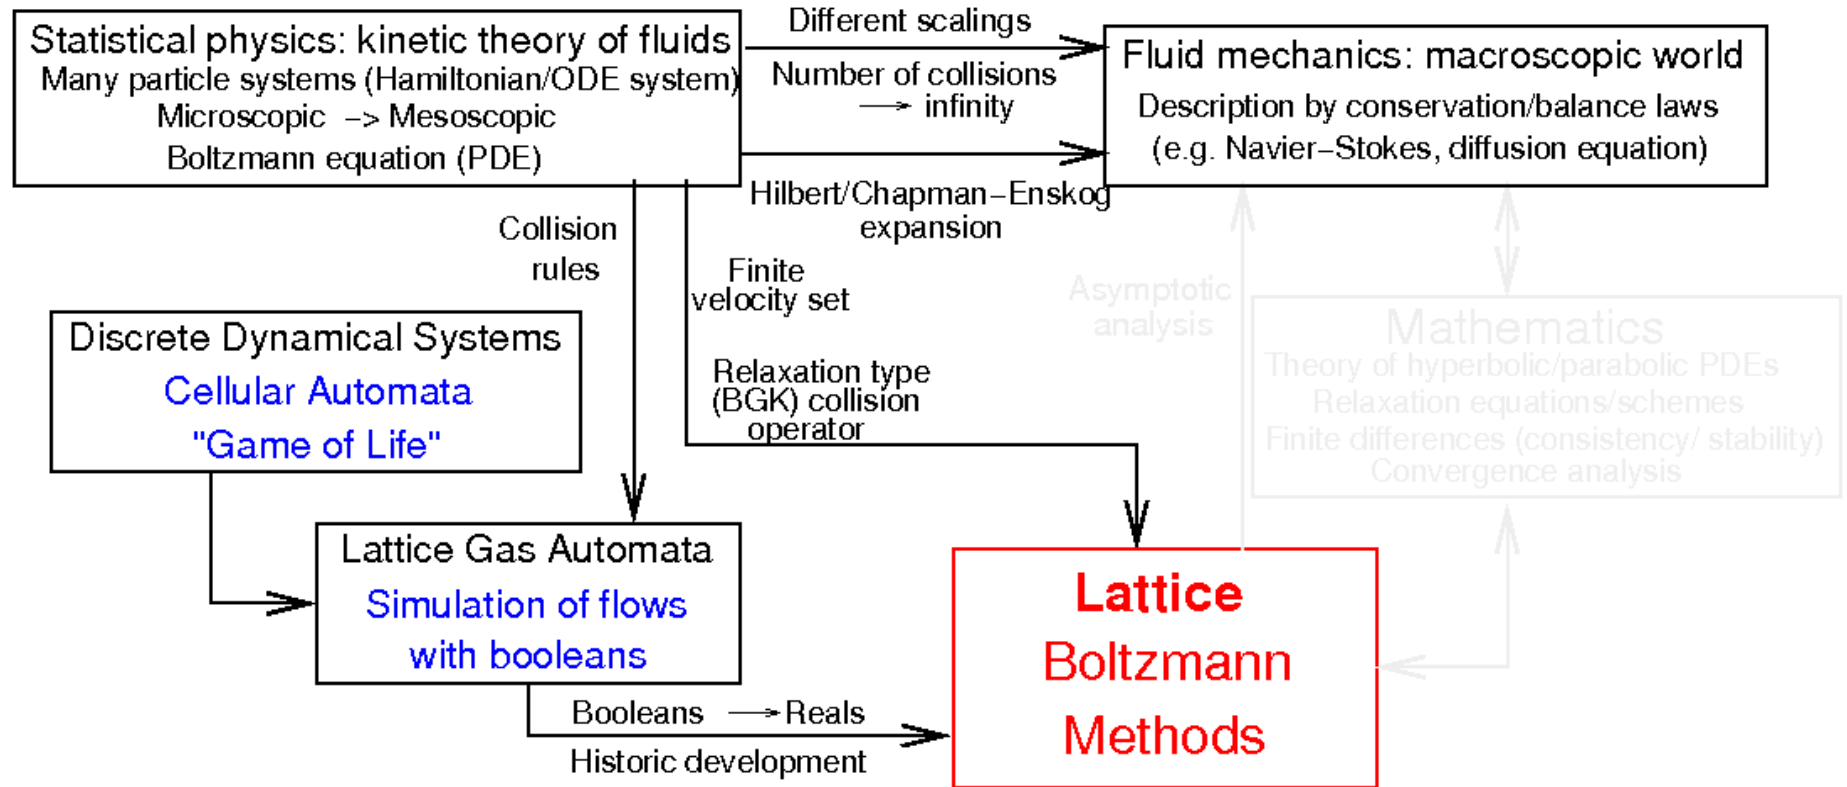 Statistical physics: kinetic theory of fluids
Many particle systems (Hamiltonian/ODE system)
Microscopic -> Mesoscopic
Boltzmann equation (PDE)
Different scalings
Number of collisions
→ infinity
Hilbert/Chapman-Enskog
expansion
Fluid mechanics: macroscopic world
Description by conservation/balance laws
(e.g. Navier-Stokes, diffusion equation)
Collision
rules
Finite
velocity set
Relaxation type
(BGK) collision
operator
Asymptotic
analysis
Mathematics
Theory of hyperbolic/parabolic PDEs
Relaxation equations/schemes
Finite differences (consistency/ stability)
Convergence analysis
Discrete Dynamical Systems
Cellular Automata
"Game of Life"
Lattice Gas Automata
Simulation of flows
with booleans
Booleans → Reals
Historic development
Lattice
Boltzmann
Methods